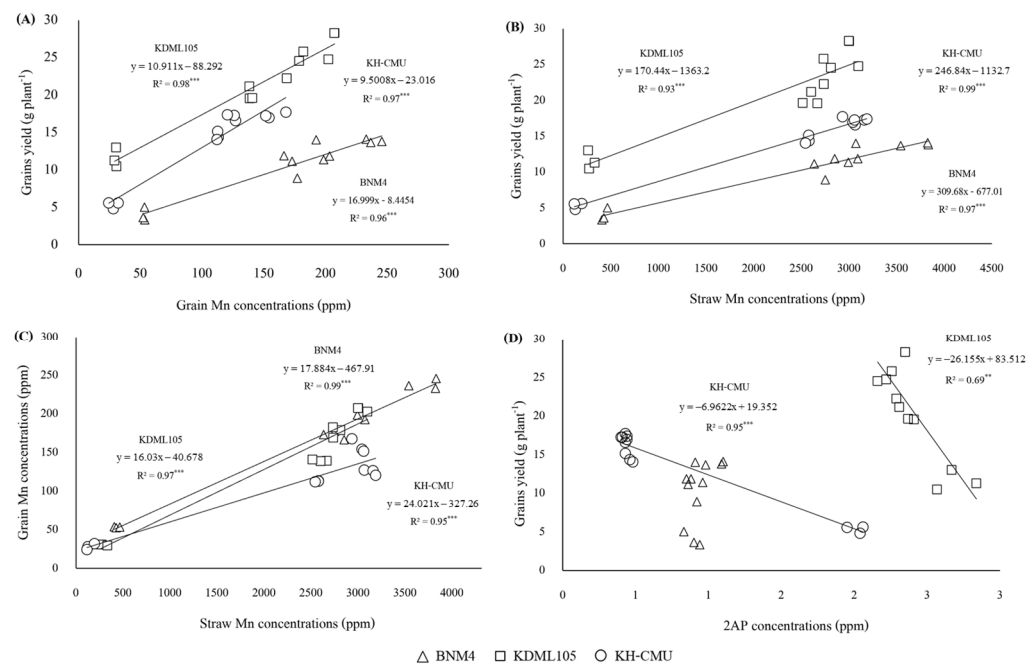 (A)
30
25
20
15
10
5
0
Grains yield (g plant⁻¹)
KDML105
y = 10.911x−88.292
R² = 0.98***
KH-CMU
y = 9.5008x−23.016
R² = 0.97***
BNM4
y = 16.999x - 8.4454
R² = 0.96***
0 50 100 150 200 250 300
Grain Mn concentrations (ppm)
(B)
30
25
20
15
10
5
0
Grains yield (g plant⁻¹)
KDML105
y = 170.44x−1363.2
R² = 0.93***
KH-CMU
y = 246.84x−1132.7
R² = 0.99***
BNM4
y = 309.68x - 677.01
R² = 0.97***
0 500 1000 1500 2000 2500 3000 3500 4000 4500
Straw Mn concentrations (ppm)
(C)
300
250
200
150
100
50
0
Grain Mn concentrations (ppm)
BNM4
y = 17.884x−467.91
R² = 0.99***
KDML105
y = 16.03x−40.678
R² = 0.97***
KH-CMU
y = 24.021x−327.26
R² = 0.95***
0 500 1000 1500 2000 2500 3000 3500 4000
Straw Mn concentrations (ppm)
(D)
30
25
20
15
10
5
0
Grains yield (g plant⁻¹)
KH-CMU
y = −6.9622x + 19.352
R² = 0.95***
KDML105
y = −26.155x + 83.512
R² = 0.69**
0 1 1 2 2 3 3
2AP concentrations (ppm)
BNM4 KDML105 KH-CMU